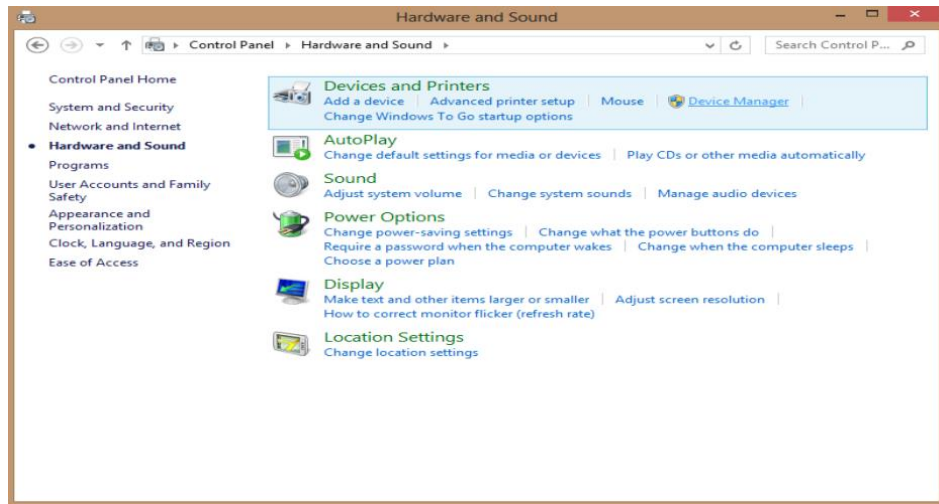 Hardware and Sound
Control Panel Hardware and Sound
Search Control P...
Control Panel Home
System and Security
Network and Internet
Hardware and Sound
Programs
User Accounts and Family
Safety
Appearance and
Personalization
Clock, Language, and Region
Ease of Access
Devices and Printers
Add a device Advanced printer setup Mouse Device Manager
Change Windows To Go startup options
AutoPlay
Change default settings for media or devices Play CDs or other media automatically
Sound
Adjust system volume Change system sounds Manage audio devices
Power Options
Change power-saving settings Change what the power buttons do
Require a password when the computer wakes Change when the computer sleeps
Choose a power plan
Display
Make text and other items larger or smaller Adjust screen resolution
How to correct monitor flicker (refresh rate)
Location Settings
Change location settings